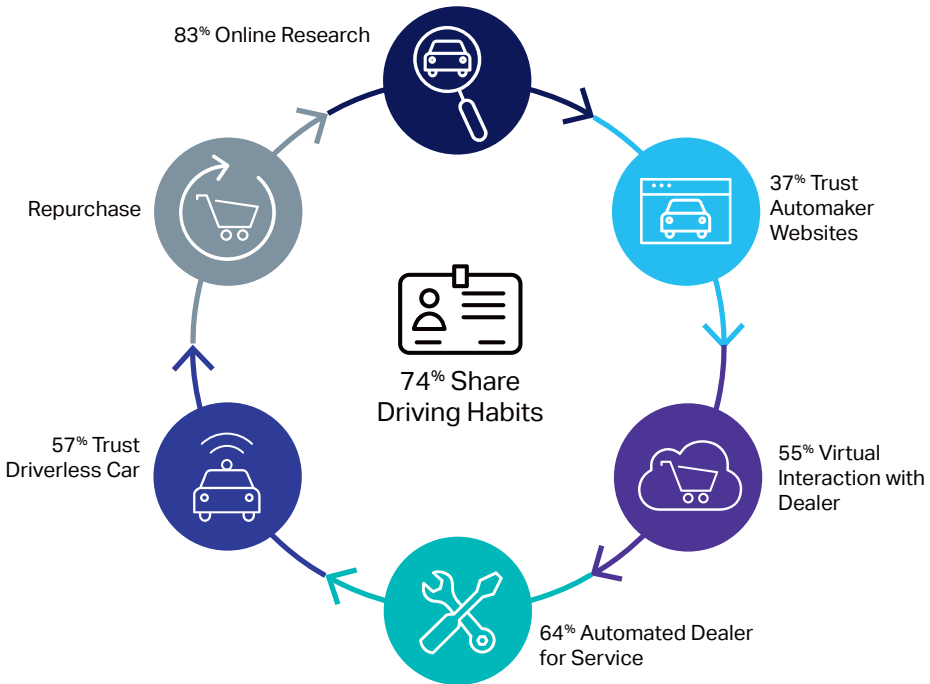 83% Online Research
37% Trust
Automaker
Websites
55% Virtual
Interaction with
Dealer
64% Automated Dealer
for Service
57% Trust
Driverless Car
Repurchase
74% Share
Driving Habits